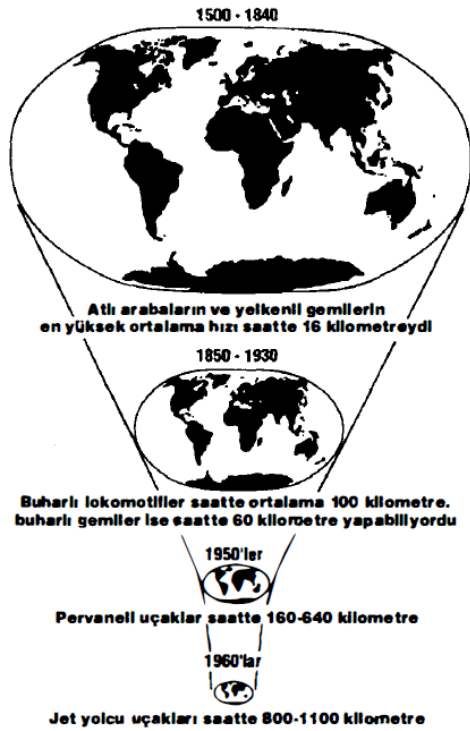 1500 - 1840
Atlı arabaların ve yelkenli gemilerin
en yüksek ortalama hızı saatte 16 kilometreydi
1850 - 1930
Buharlı lokomotifler saatte ortalama 100 kilometre.
buharlı gemiler ise saatte 60 kilometre yapabiliyordu
1950'ler
Pervaneli uçaklar saatte 160-640 kilometre
1960'lar
Jet yolcu uçakları saatte 800-1100 kilometre